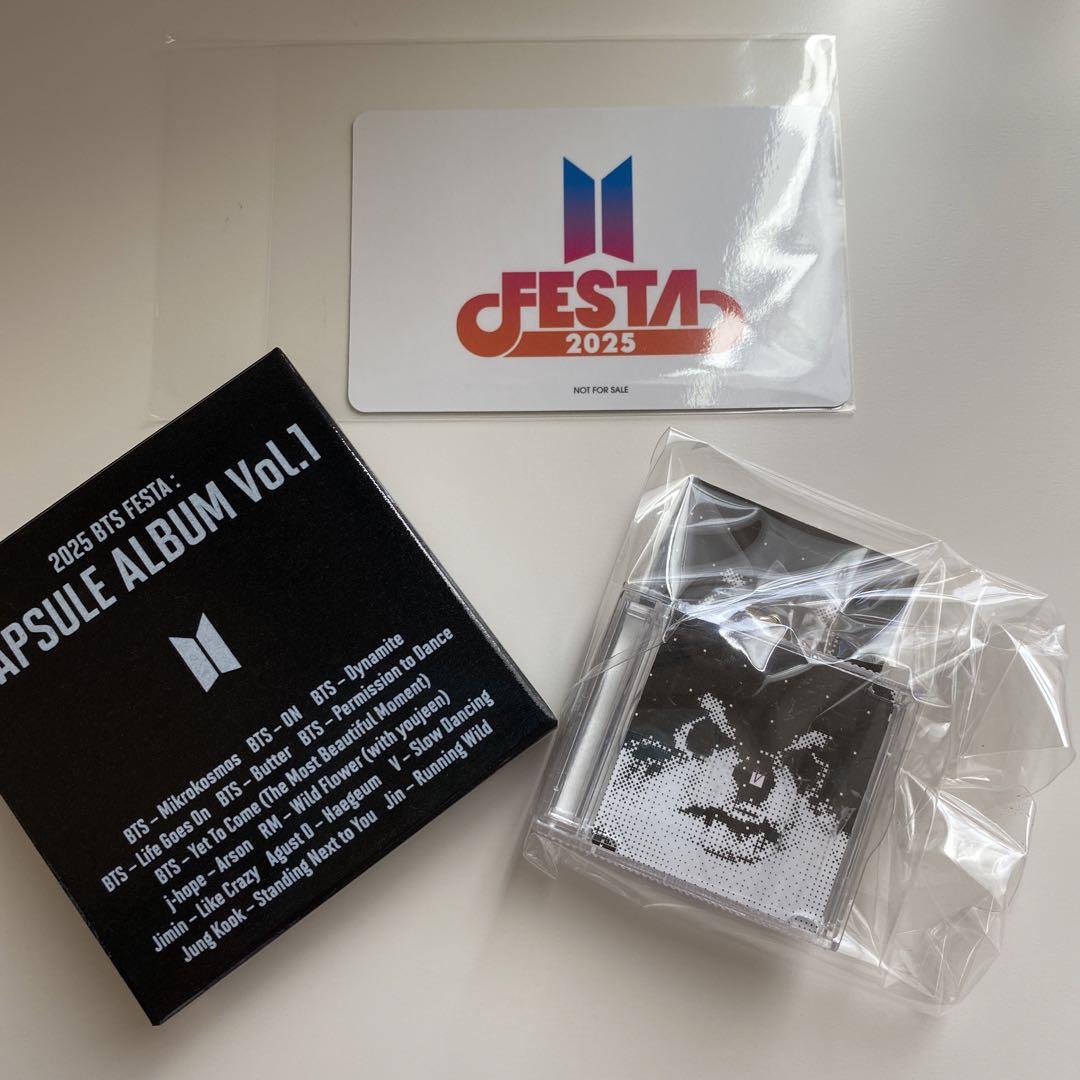 FESTA
2025
NOT FOR SALE
2025 BTS FESTA :
APSULE ALBUM Vol.1
BTS – Mikrokosmos BTS – ON BTS – Dynamite
BTS – Life Goes On BTS – Butter BTS – Permission to Dance
BTS – Yet To Come (The Most Beautiful Moment)
j-hope – Arson RM – Wild Flower (with youjeen)
Jimin – Like Crazy Agust D – Haegeum V – Slow Dancing
Jung Kook – Standing Next to You Jin – Running Wild
V